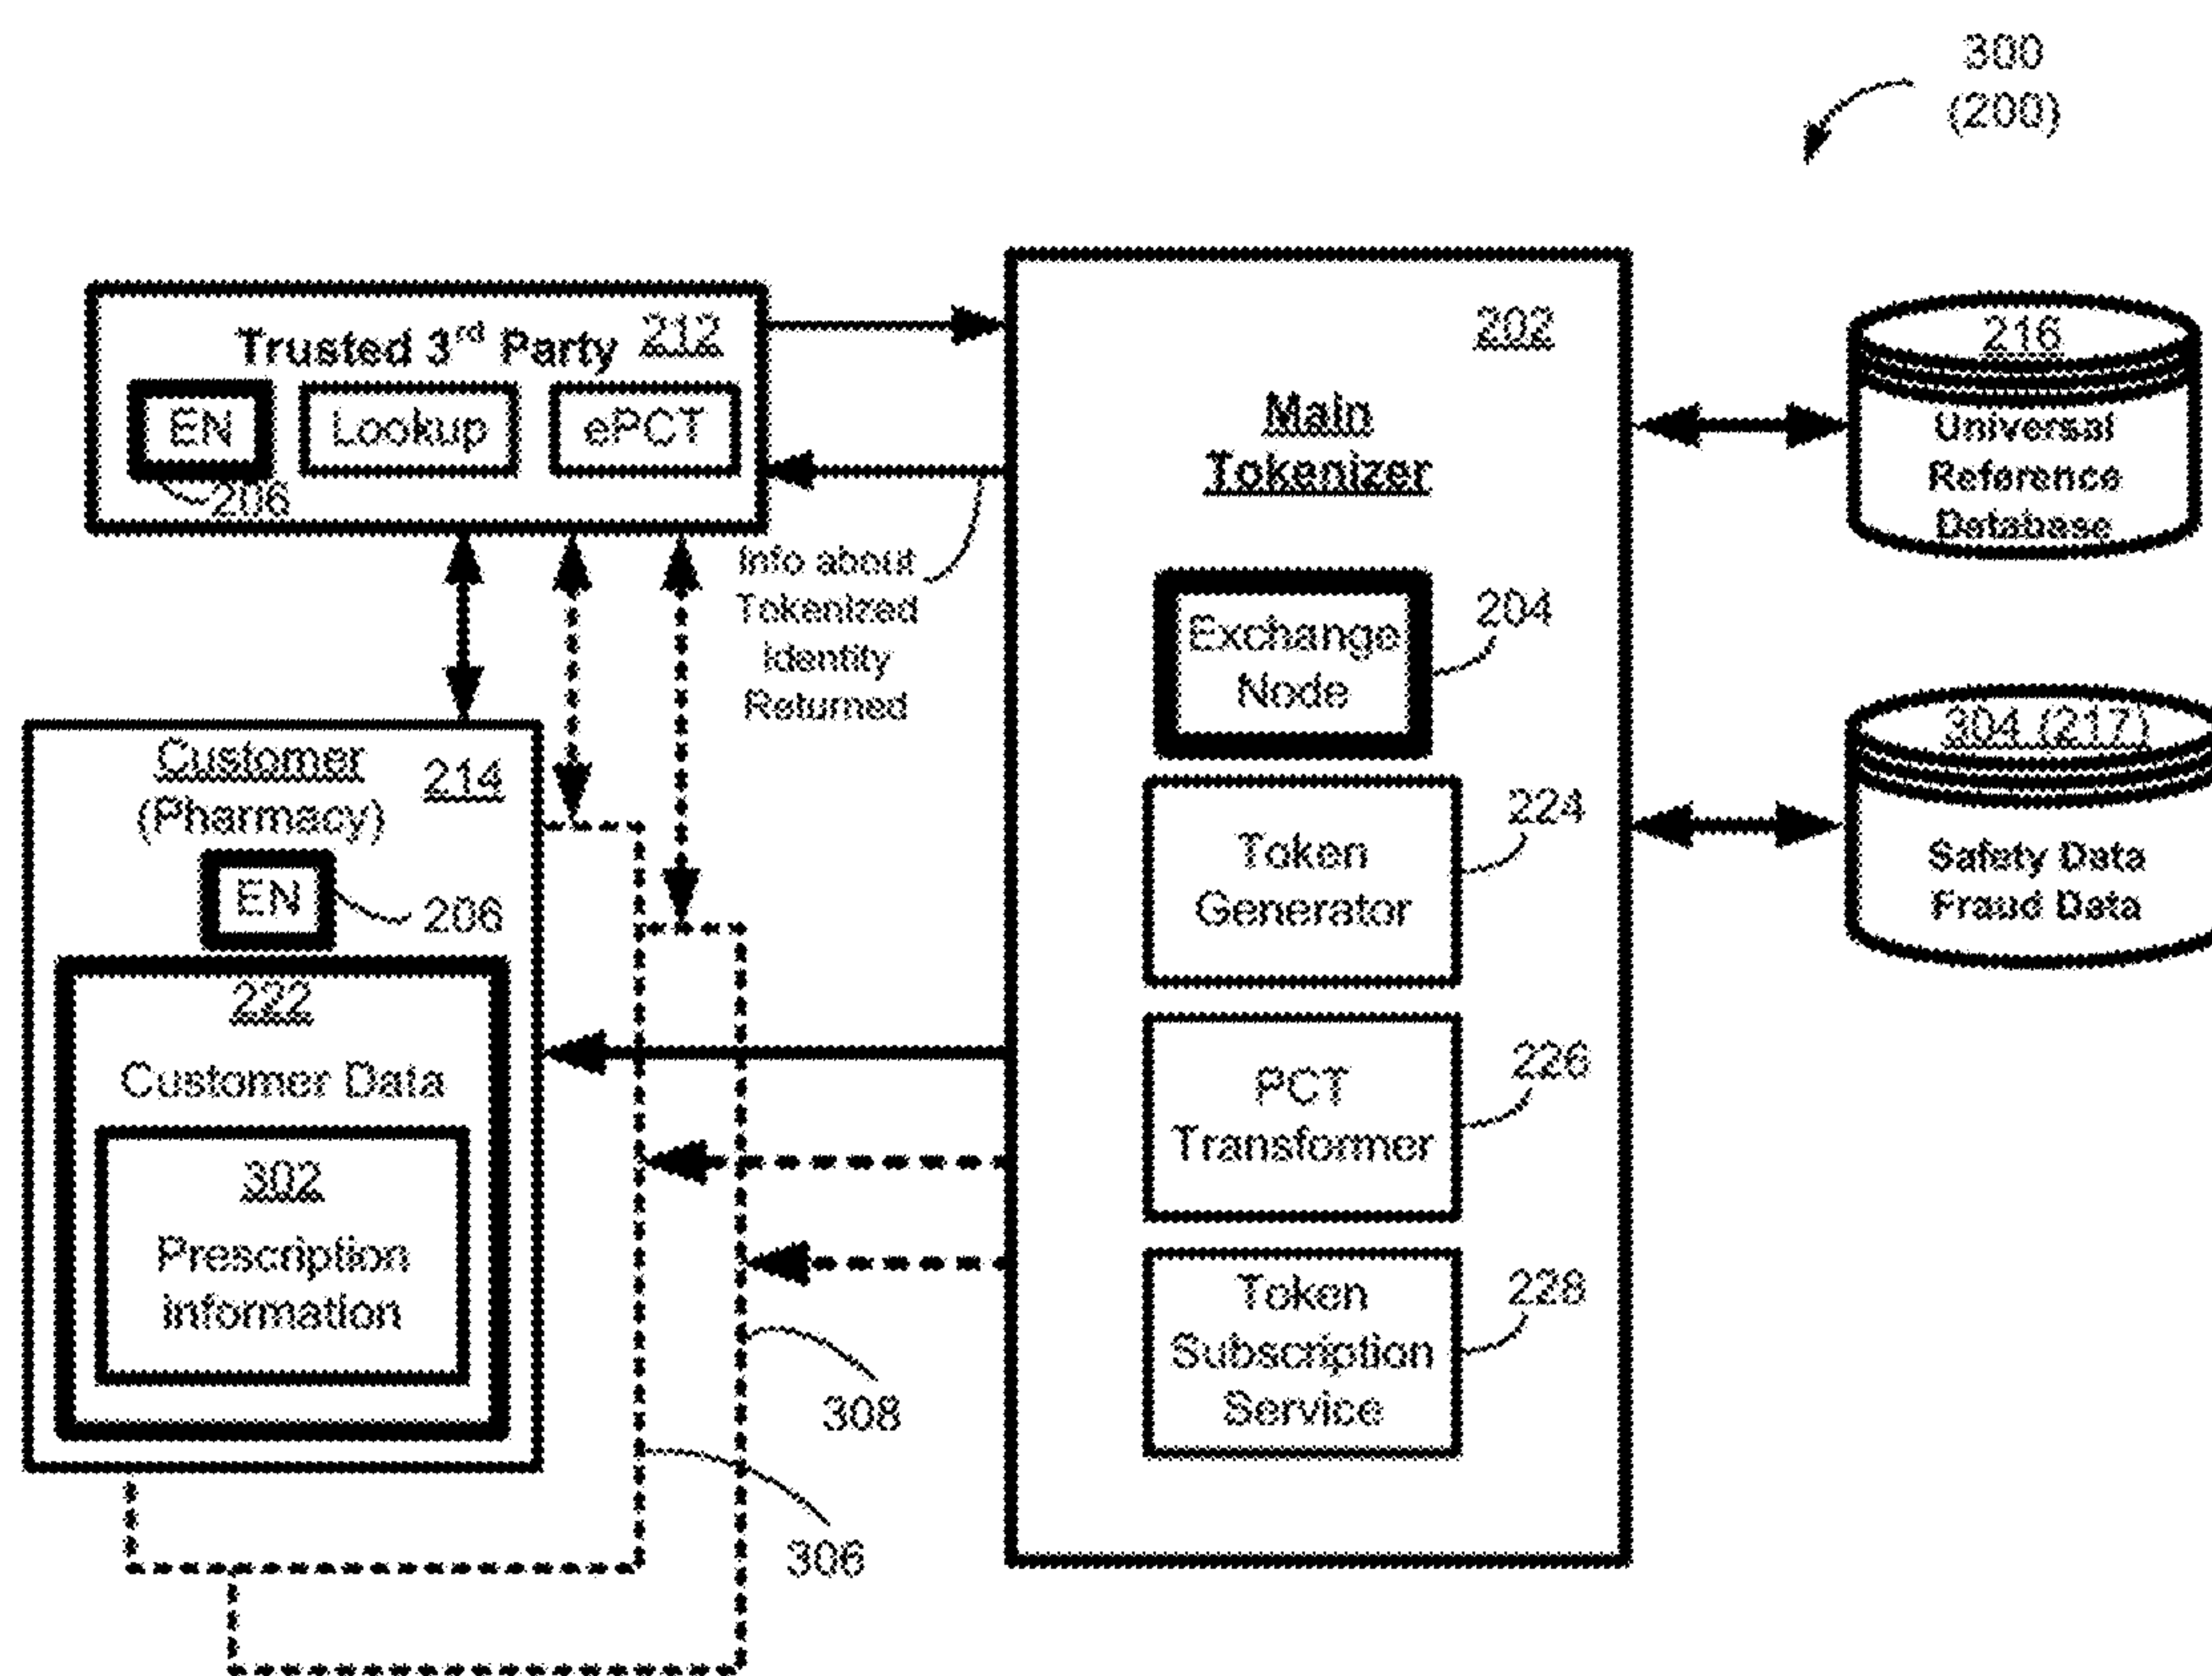 300
(200)
Trusted 3rd Party 212
EN
Lookup
ePCT
206
Info about
Tokenized
Identity
Returned
Customer
(Pharmacy)
214
EN
206
222
Customer Data
302
Prescription
Information
308
306
202
Main
Tokenizer
Exchange
Node
204
Token
Generator
224
PCT
Transformer
226
Token
Subscription
Service
228
216
Universal
Reference
Database
304 (217)
Safety Data
Fraud Data